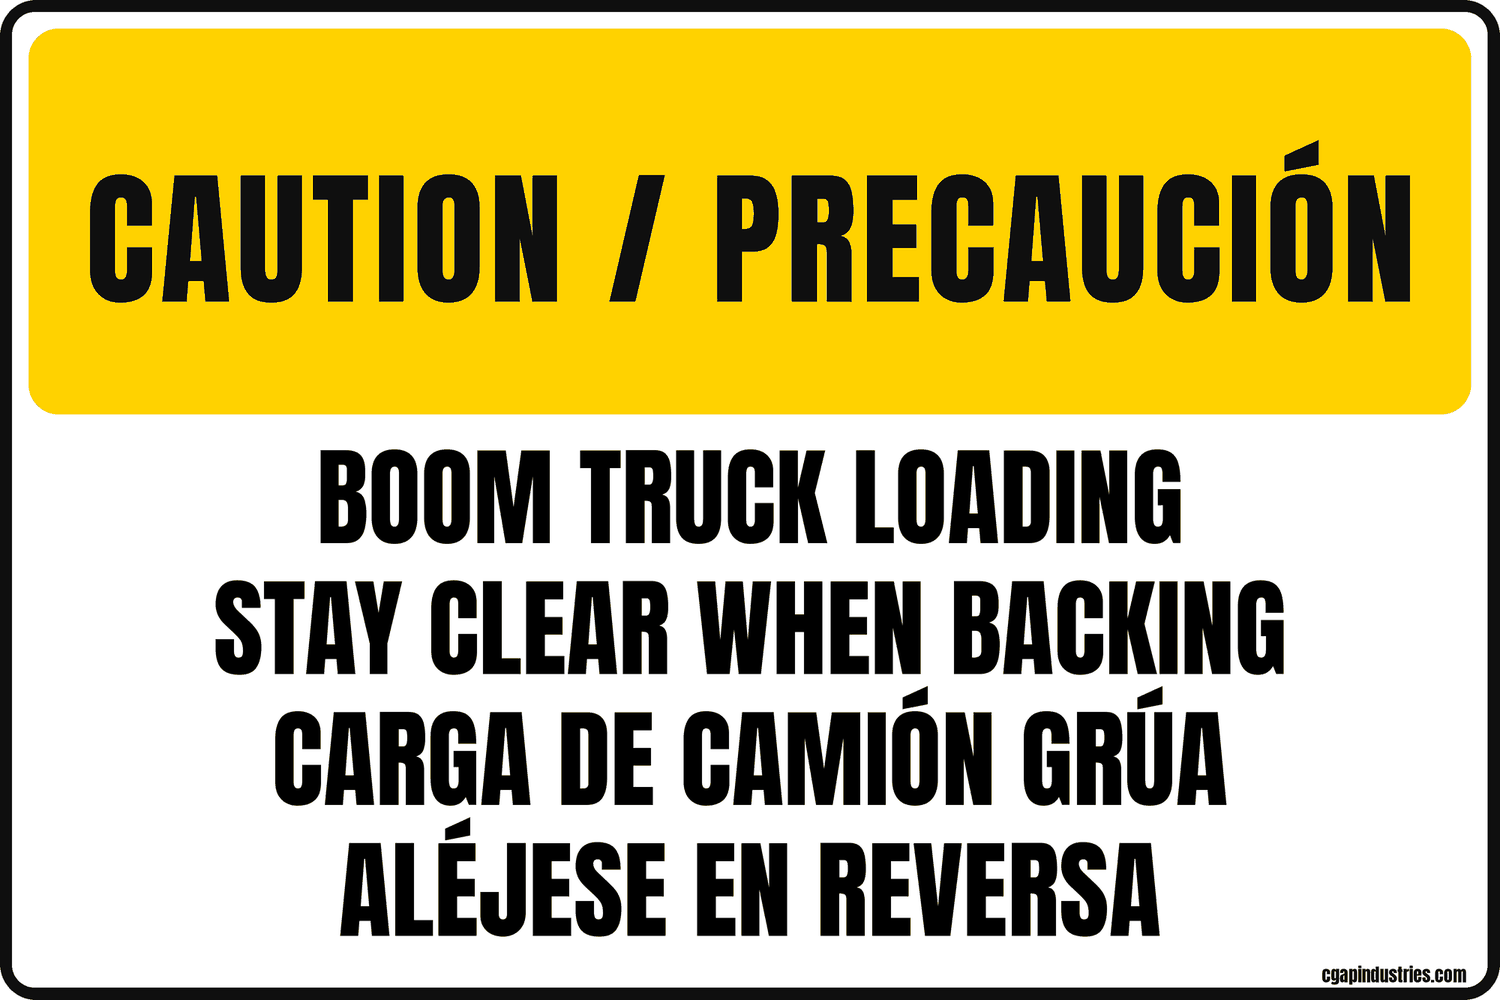 CAUTION / PRECAUCIÓN
BOOM TRUCK LOADING
STAY CLEAR WHEN BACKING
CARGA DE CAMIÓN GRÚA
ALÉJESE EN REVERSA
cgapindustries.com